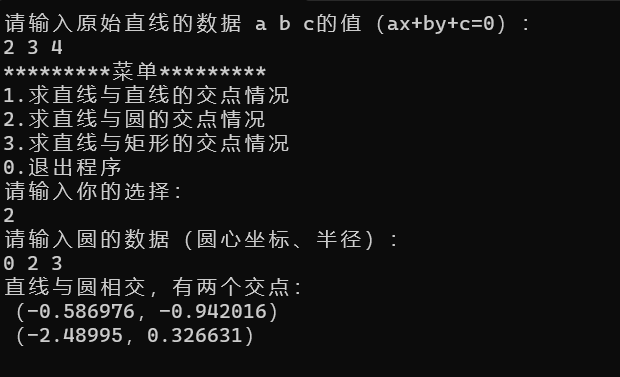 请输入原始直线的数据 a b c的值（ax+by+c=0）:
2 3 4
*********菜单*********
1.求直线与直线的交点情况
2.求直线与圆的交点情况
3.求直线与矩形的交点情况
0.退出程序
请输入你的选择:
2
请输入圆的数据（圆心坐标、半径）:
0 2 3
直线与圆相交，有两个交点:
（-0.586976，-0.942016）
（-2.48995，0.326631）